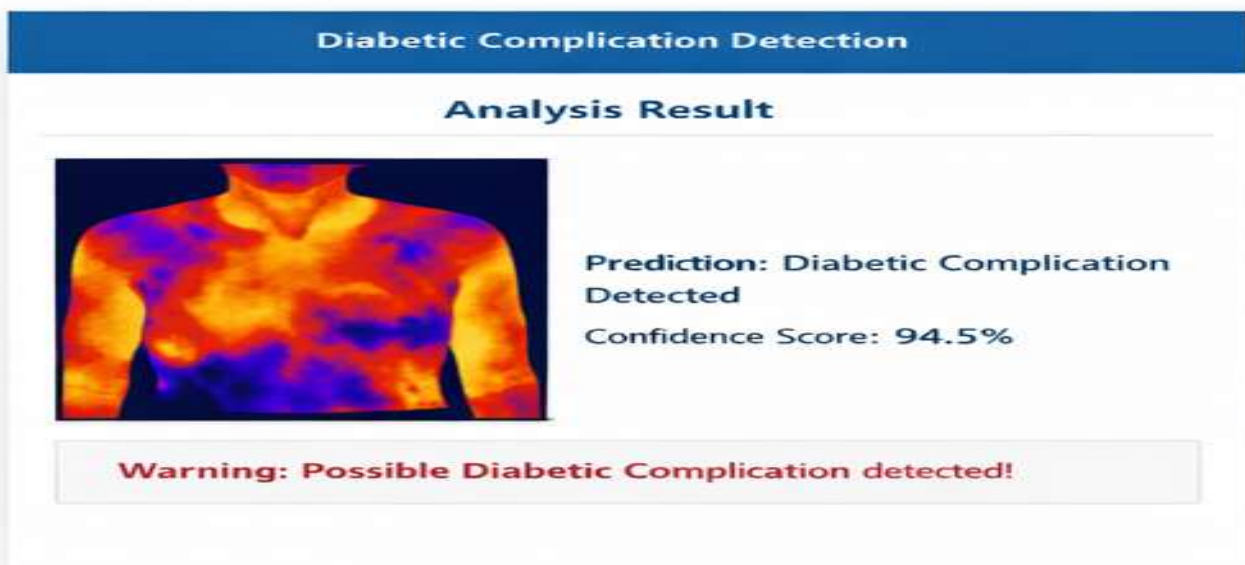 Diabetic Complication Detection
Analysis Result
Prediction: Diabetic Complication
Detected
Confidence Score: 94.5%
Warning: Possible Diabetic Complication detected!